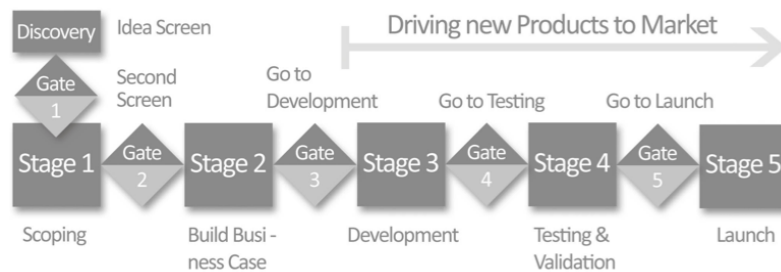 Driving new Products to Market
Discovery
Idea Screen
Gate
1
Second
Screen
Go to
Development
Go to Testing
Go to Launch
Stage 1
Gate
2
Stage 2
Gate
3
Stage 3
Gate
4
Stage 4
Gate
5
Stage 5
Scoping
Build Busi -
ness Case
Development
Testing &
Validation
Launch